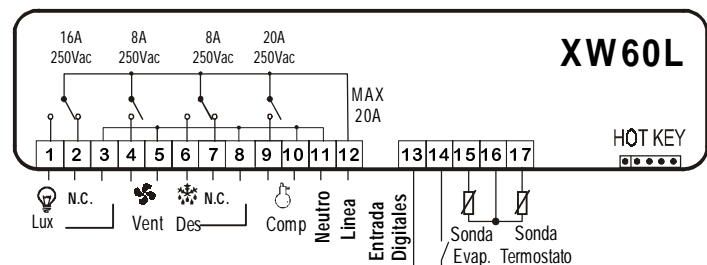 16A 8A 8A 20A
250Vac 250Vac 250Vac 250Vac
XW60L
MAX
20A
HOT KEY
1 2 3 4 5 6 7 8 9 10 11 12 13 14 15 16 17
Lux N.C. Vent Des N.C. Comp Neutro Linea Entrada Digitales
Sonda Evap. Sonda Termostato